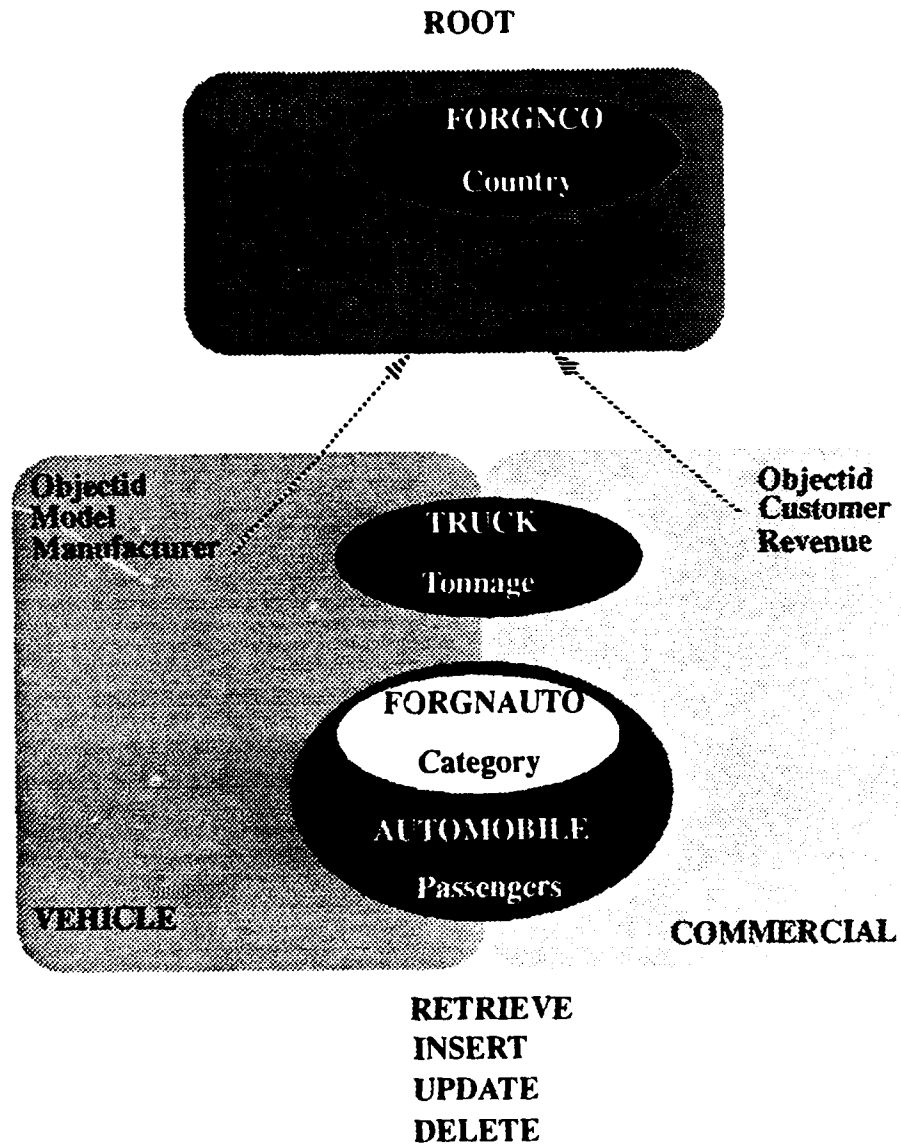 ROOT
FORGNCO
Country
Objectid
Model
Manufacturer
Objectid
Customer
Revenue
TRUCK
Tonnage
FORGNAUTO
Category
AUTOMOBILE
Passengers
VEHICLE
COMMERCIAL
RETRIEVE
INSERT
UPDATE
DELETE